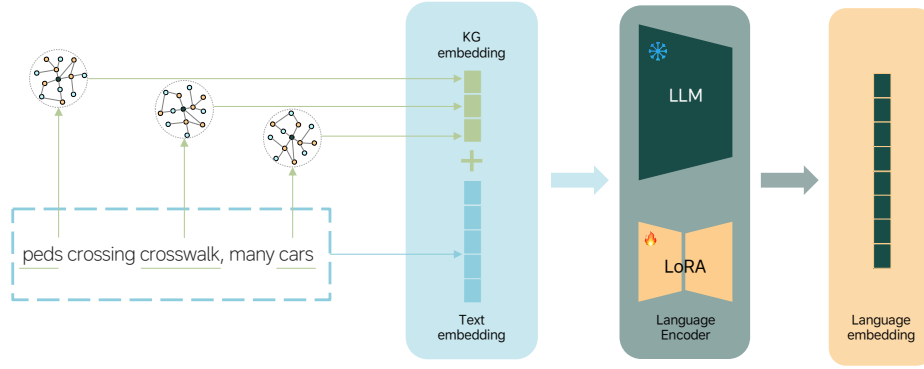 KG
embedding
LLM
peds crossing crosswalk, many cars
LoRA
Text
embedding
Language
Encoder
Language
embedding